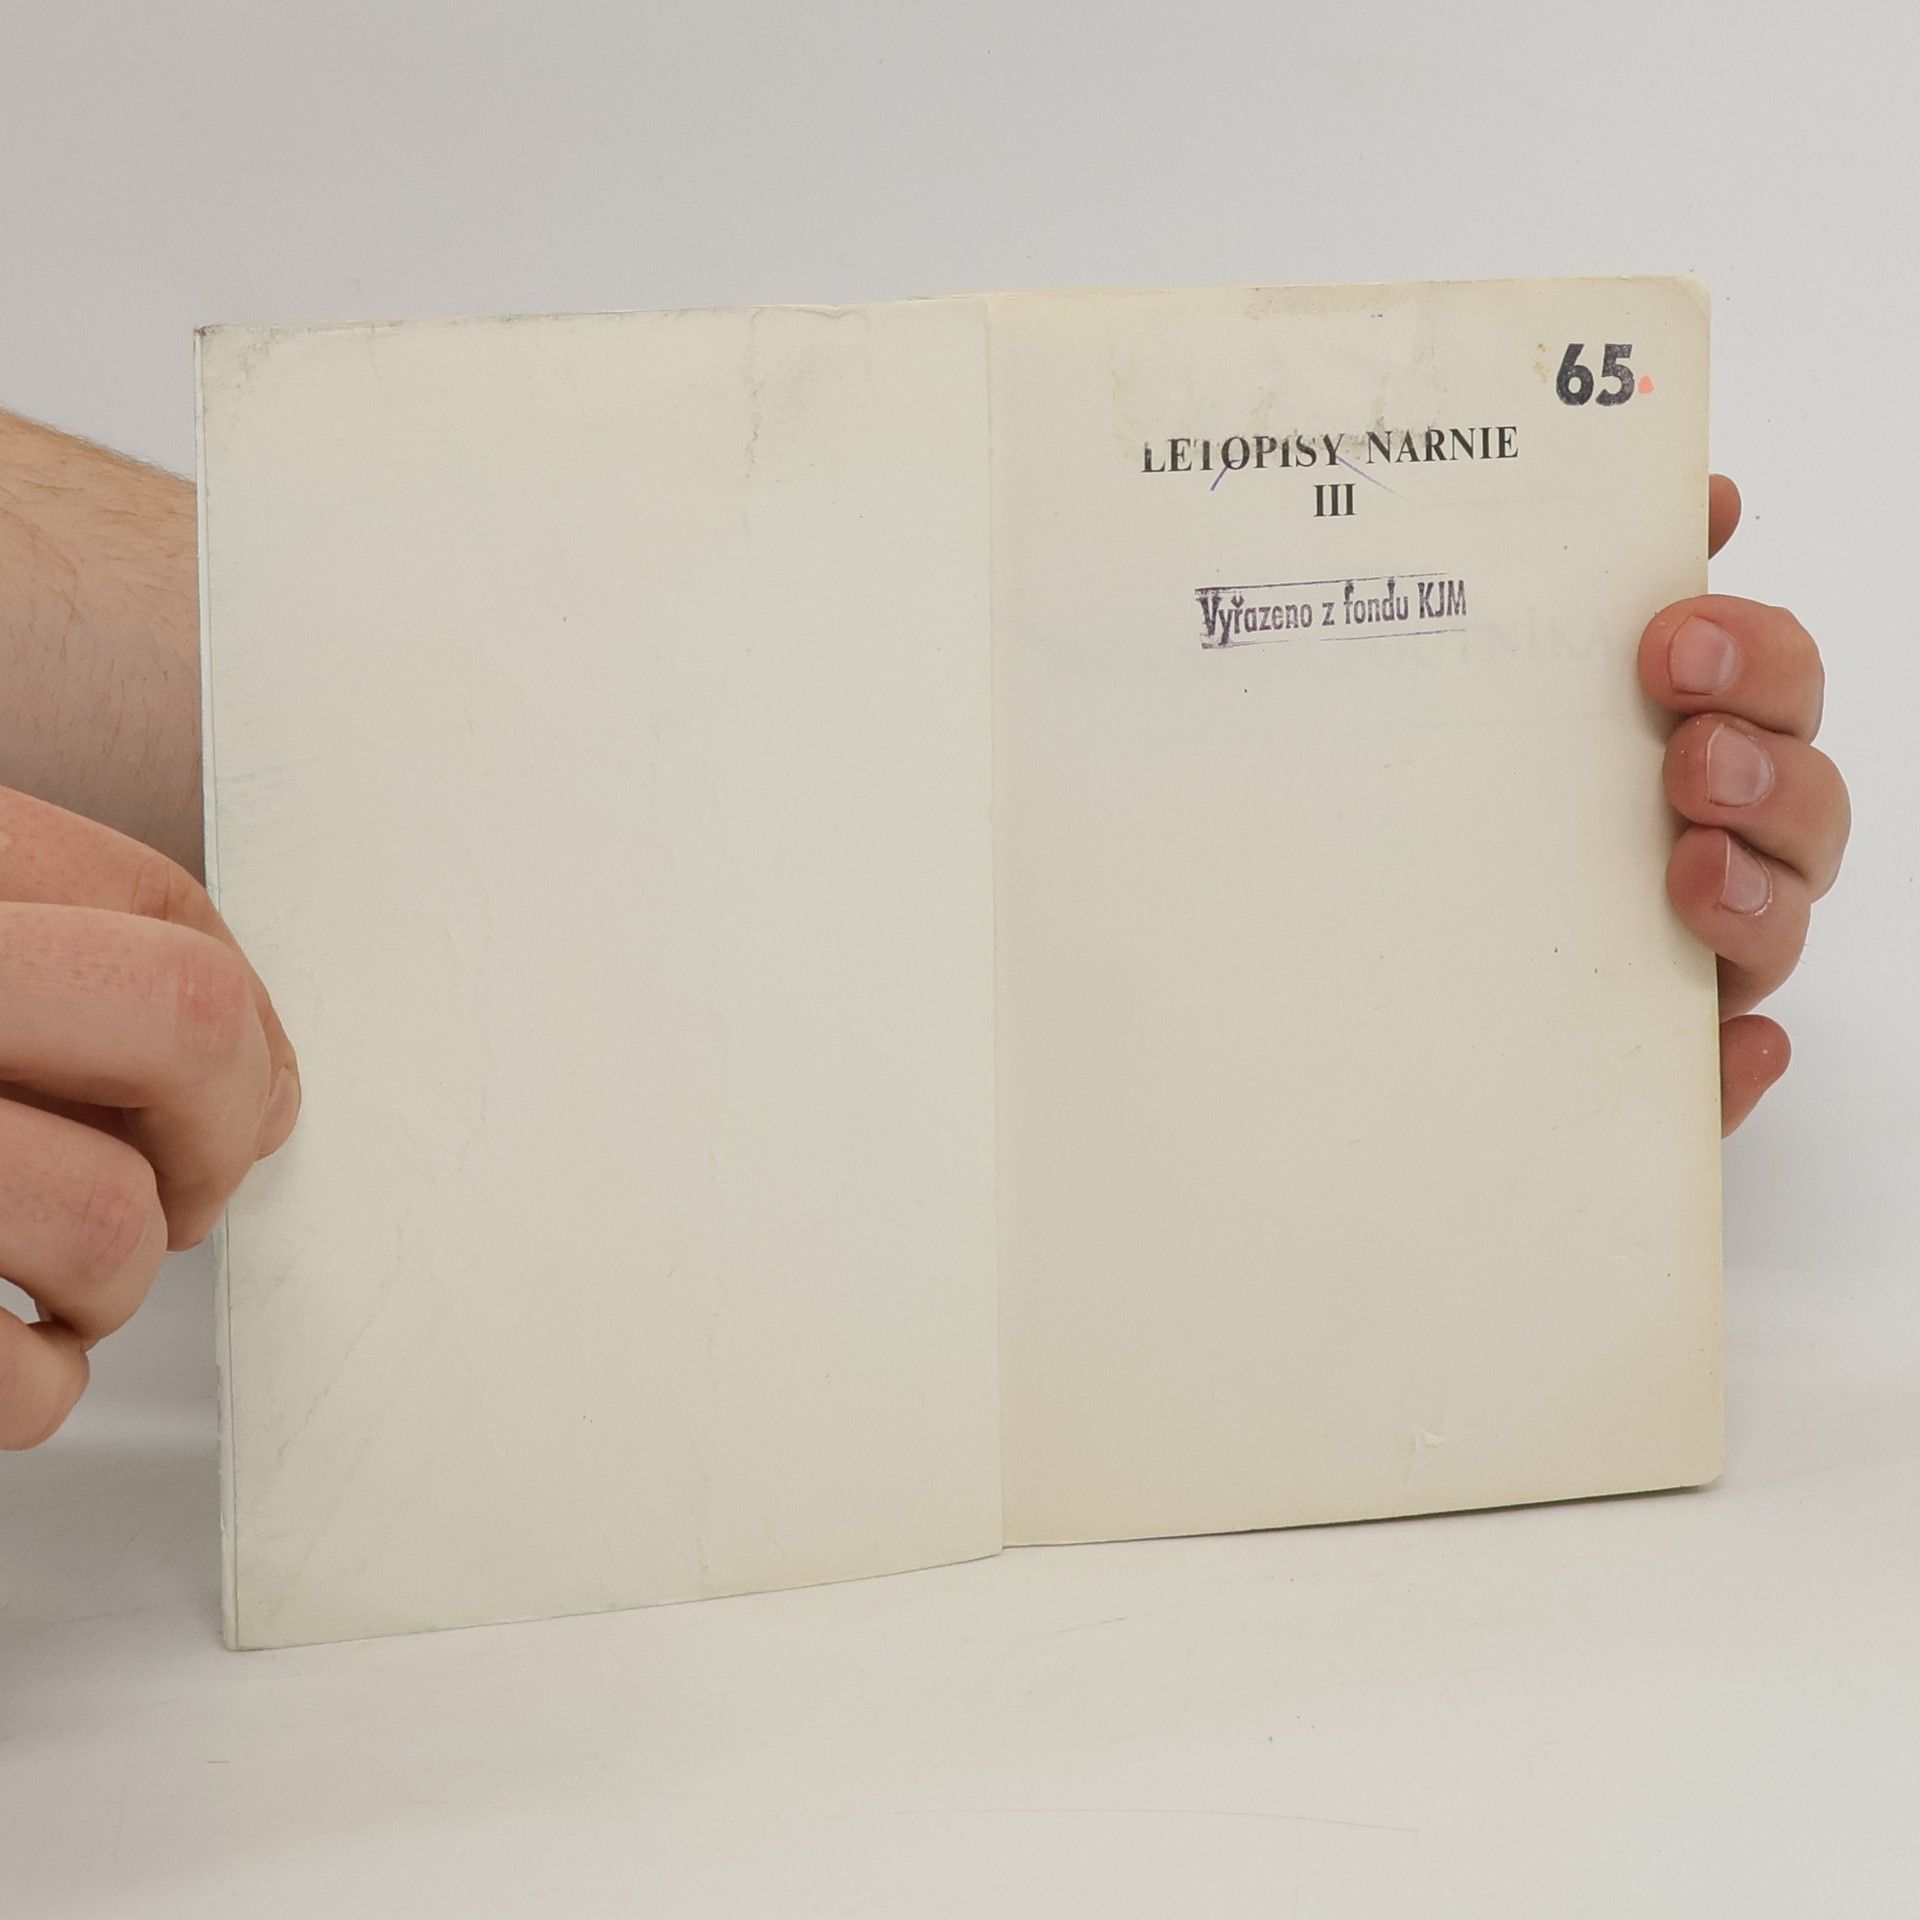 65.
LETOPISY NARNIE
III
Vyřazeno z fondu KJM